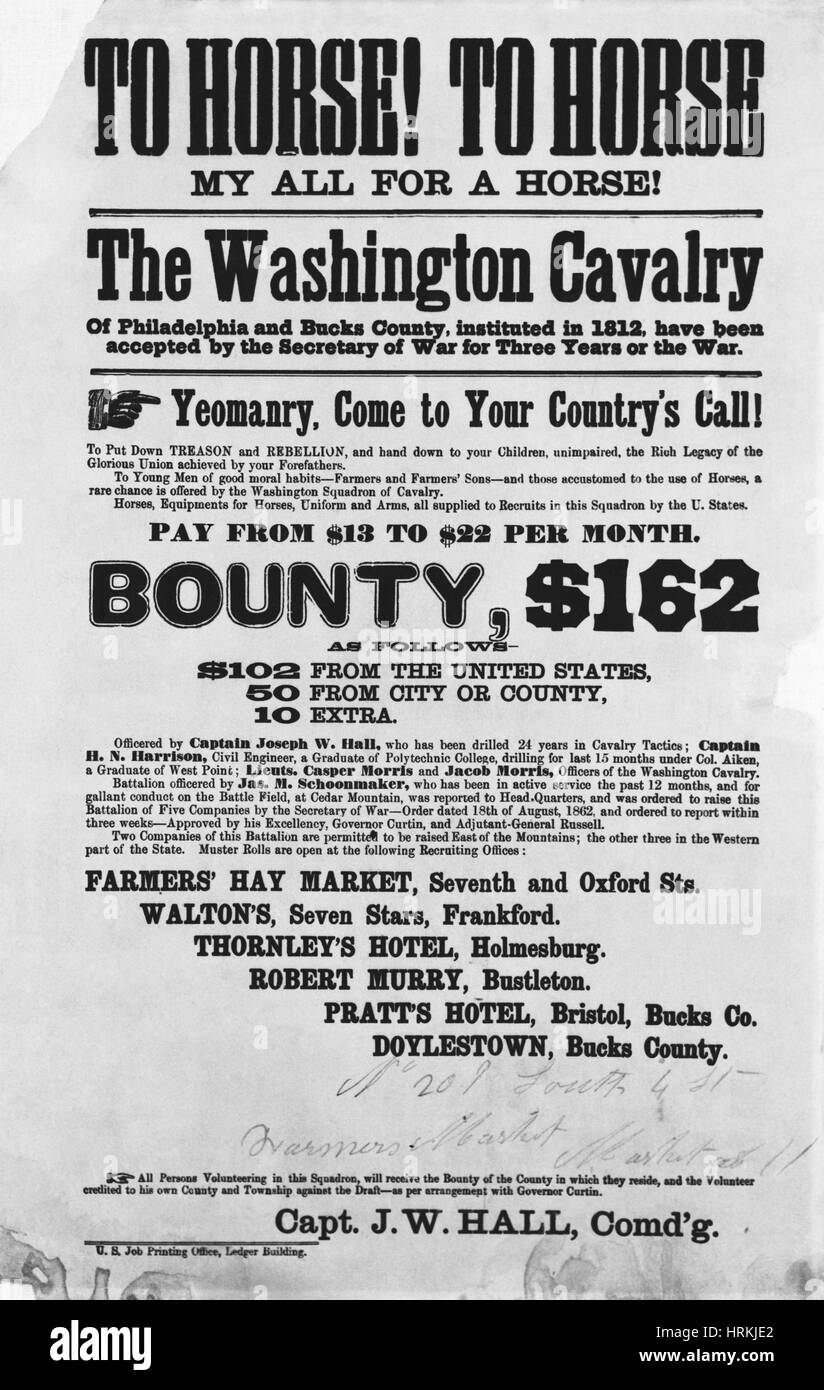 TO HORSE! TO HORSE
MY ALL FOR A HORSE!
The Washington Cavalry
Of Philadelphia and Bucks County, instituted in 1812, have been
accepted by the Secretary of War for Three Years or the War.
Yeomanry, Come to Your Country's Call!
To Put Down TREASON and REBELLION, and hand down to your Children, unimpaired, the Rich Legacy of the
Glorious Union achieved by your Forefathers.
To Young Men of good moral habits—Farmers and Farmers' Sons—and those accustomed to the use of Horses, a
rare chance is offered by the Washington Squadron of Cavalry.
Horses, Equipments for Horses, Uniform and Arms, all supplied to Recruits in this Squadron by the U. States.
PAY FROM $13 TO $22 PER MONTH.
BOUNTY, $162
AS FOLLOWS-
$102 FROM THE UNITED STATES,
50 FROM CITY OR COUNTY,
10 EXTRA.
Officered by Captain Joseph W. Hall, who has been drilled 24 years in Cavalry Tactics; Captain
H. N. Harrison, Civil Engineer, a Graduate of Polytechnic College, drilling for last 15 months under Col. Aiken,
a Graduate of West Point; Lieuts. Casper Morris and Jacob Morris, Officers of the Washington Cavalry.
Battalion officered by Jas. M. Schoonmaker, who has been in active service the past 12 months, and for
gallant conduct on the Battle Field, at Cedar Mountain, was reported to Head-Quarters, and was ordered to raise this
Battalion of Five Companies by the Secretary of War—Order dated 18th of August, 1862, and ordered to report within
three weeks—Approved by his Excellency, Governor Curtin, and Adjutant-General Russell.
Two Companies of this Battalion are permitted to be raised East of the Mountains; the other three in the Western
part of the State. Muster Rolls are open at the following Recruiting Offices:
FARMERS' HAY MARKET, Seventh and Oxford Sts.
WALTON'S, Seven Stars, Frankford.
THORNLEY'S HOTEL, Holmesburg.
ROBERT MURRY, Bustleton.
PRATT'S HOTEL, Bristol, Bucks Co.
DOYLESTOWN, Bucks County.
No 209 South 4 St
Farmers Market Market
All Persons Volunteering in this Squadron, will receive the Bounty of the County in which they reside, and the Volunteer
credited to his own County and Township against the Draft—as per arrangement with Governor Curtin.
Capt. J. W. HALL, Comd'g.
U. S. Job Printing Office, Ledger Building.
alamy
alamy
alamy
alamy
Image ID: HRKJE2
www.alamy.com